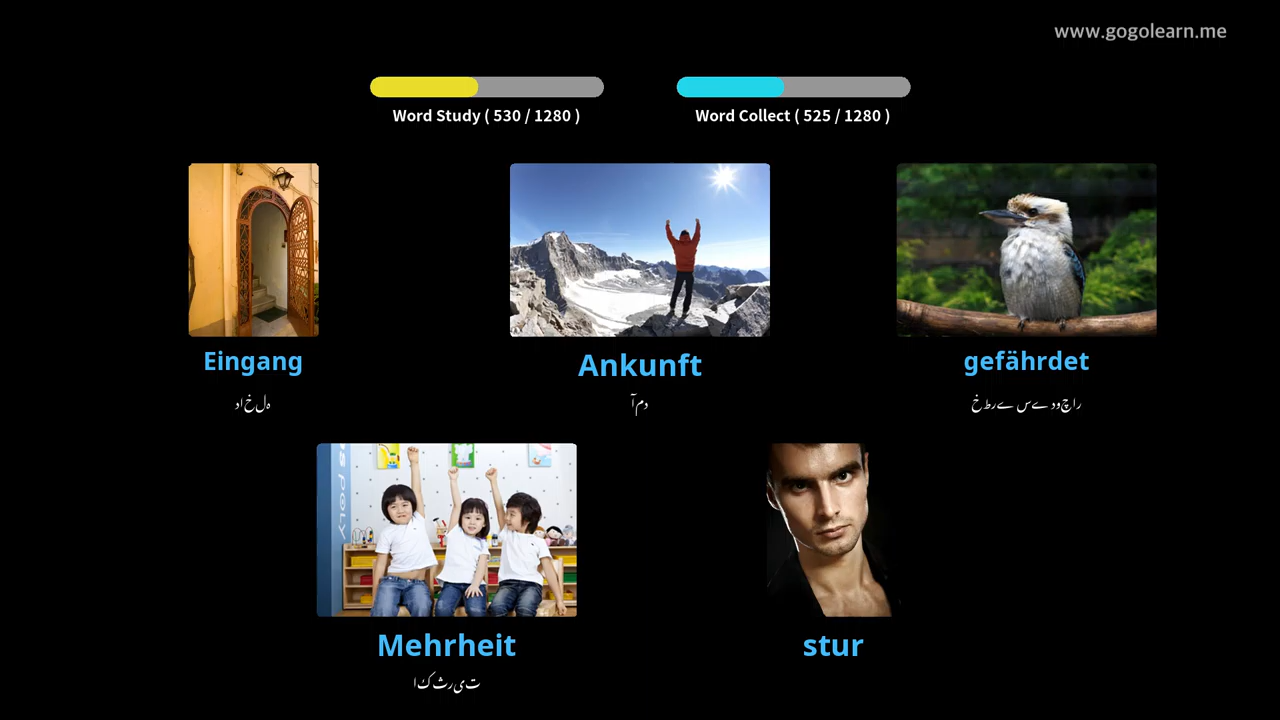 www.gogolearn.me
Word Study ( 530 / 1280 )
Word Collect ( 525 / 1280 )
Eingang
Ankunft
gefährdet
داخلہ
آمد
خطرے سے دوچار
POLY
Mehrheit
stur
اکثریت